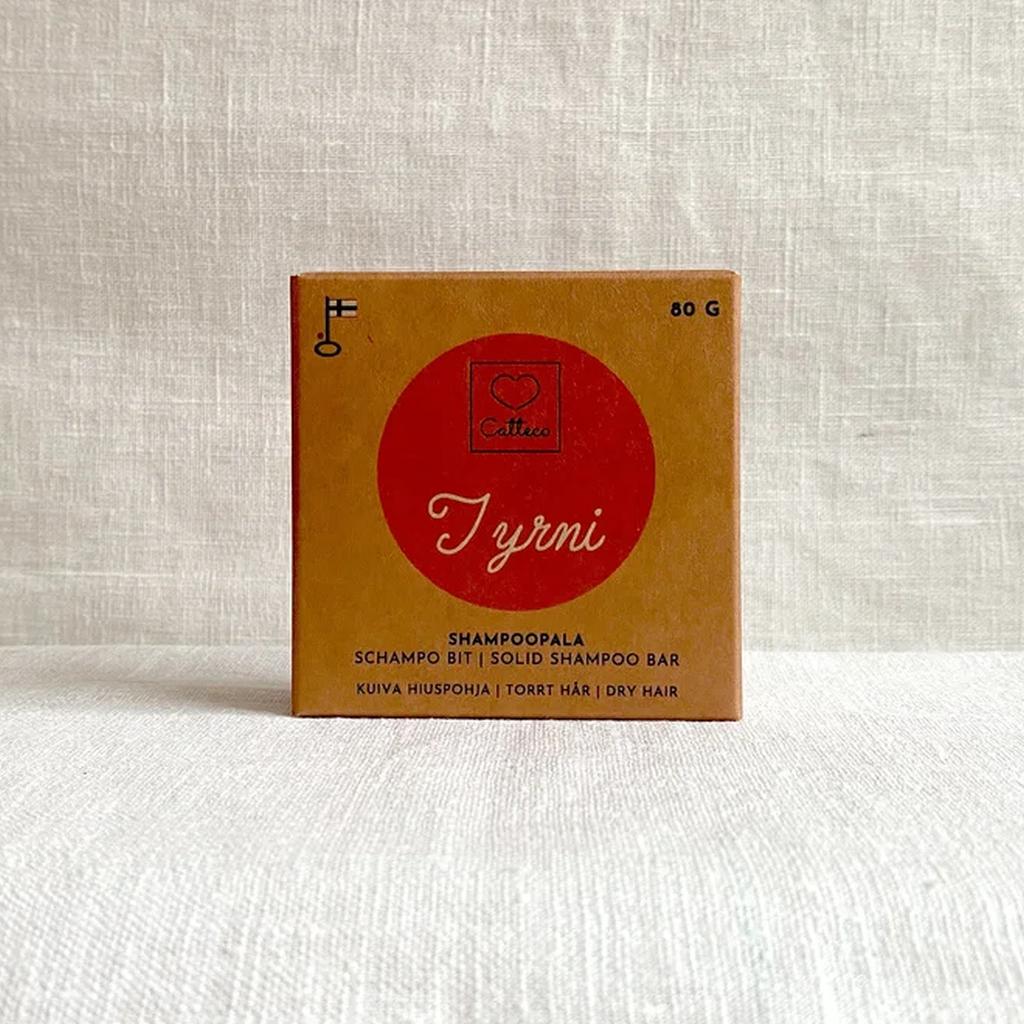 80 G
Catteco
Tyrni
SHAMPOOPALA
SCHAMPO BIT | SOLID SHAMPOO BAR
KUIVA HIUSPOHJA | TORRT HÅR | DRY HAIR